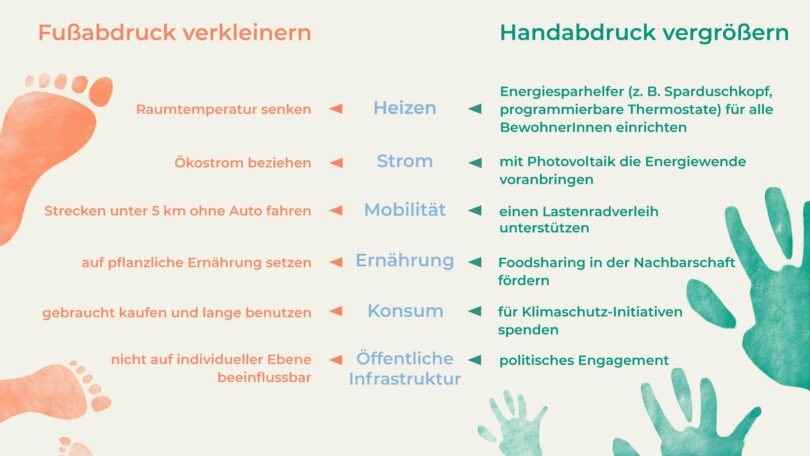 Fußabdruck verkleinern
Handabdruck vergrößern
Raumtemperatur senken
Heizen
Energiesparhelfer (z. B. Sparduschkopf,
programmierbare Thermostate) für alle
BewohnerInnen einrichten
Ökostrom beziehen
Strom
mit Photovoltaik die Energiewende
voranbringen
Strecken unter 5 km ohne Auto fahren
Mobilität
einen Lastenradverleih
unterstützen
auf pflanzliche Ernährung setzen
Ernährung
Foodsharing in der Nachbarschaft
fördern
gebraucht kaufen und lange benutzen
Konsum
für Klimaschutz-Initiativen
spenden
nicht auf individueller Ebene
beeinflussbar
Öffentliche
Infrastruktur
politisches Engagement